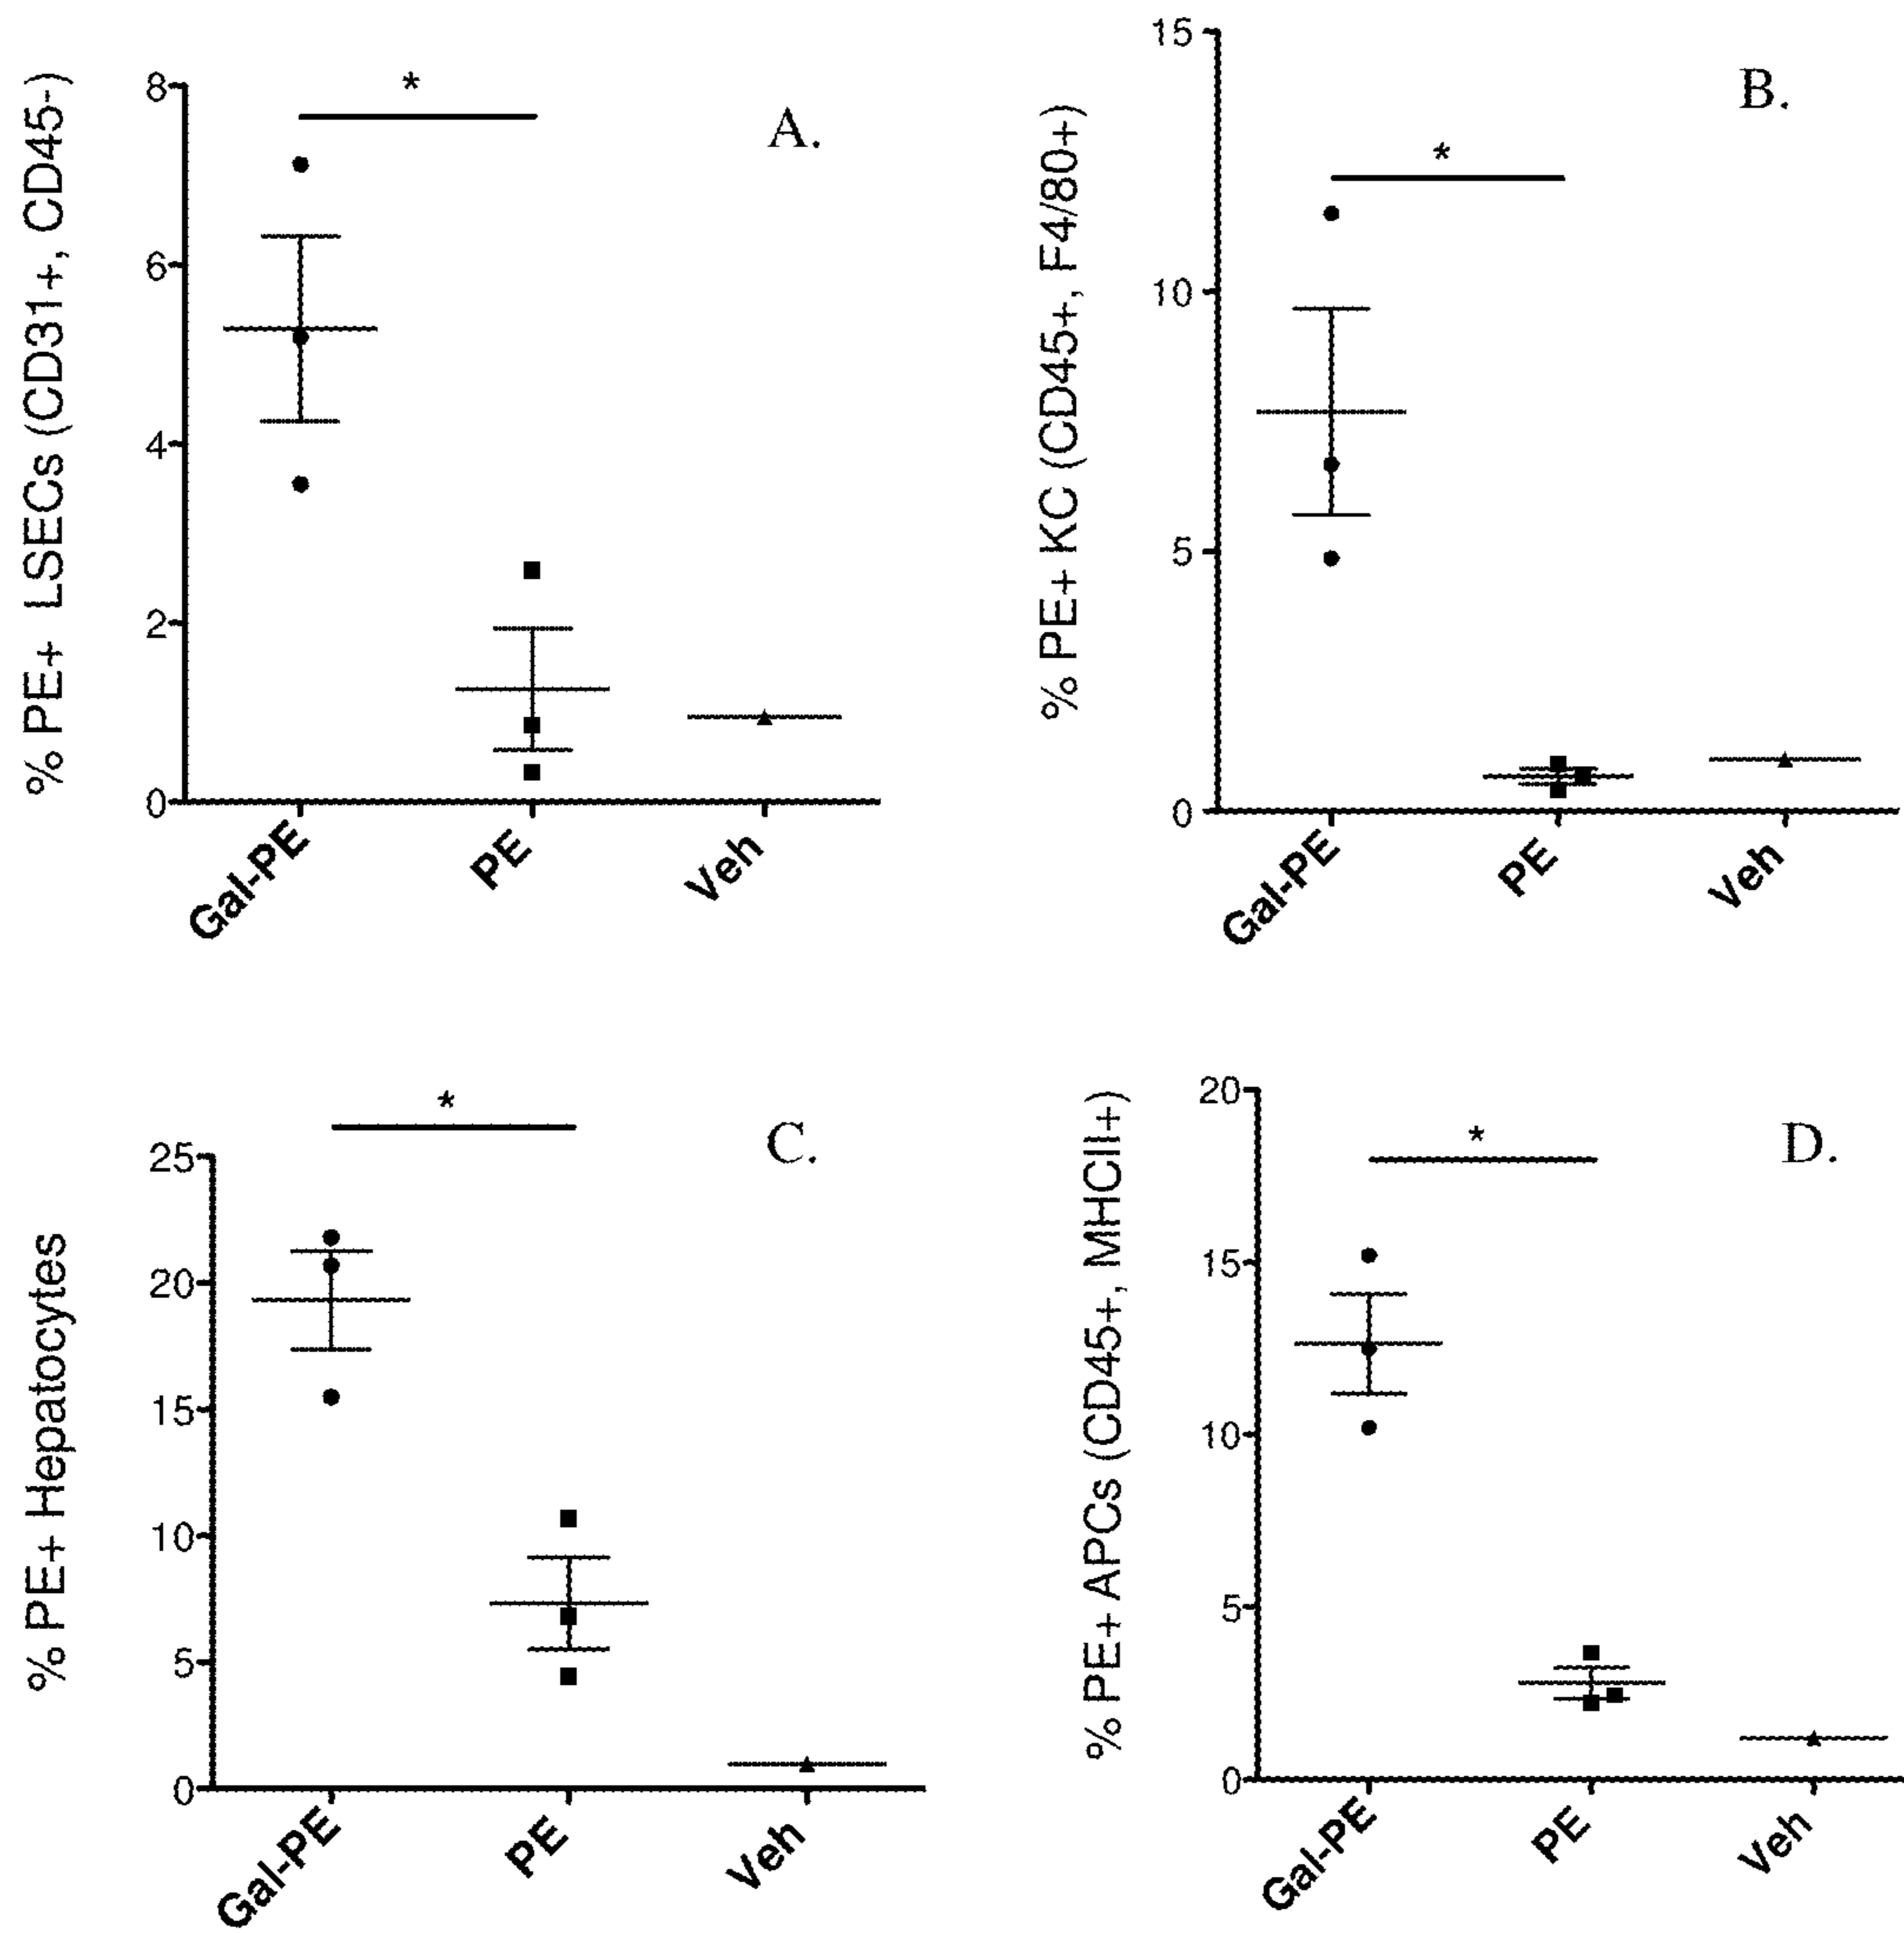 A.
*
% PE+ LSECs (CD31+, CD45-)
8
6
4
2
0
Gal-PE
PE
Veh
B.
*
% PE+ KC (CD45+, F4/80+)
15
10
5
0
Gal-PE
PE
Veh
C.
*
% PE+ Hepatocytes
25
20
15
10
5
0
Gal-PE
PE
Veh
D.
*
% PE+ APCs (CD45+, MHCII+)
20
15
10
5
0
Gal-PE
PE
Veh